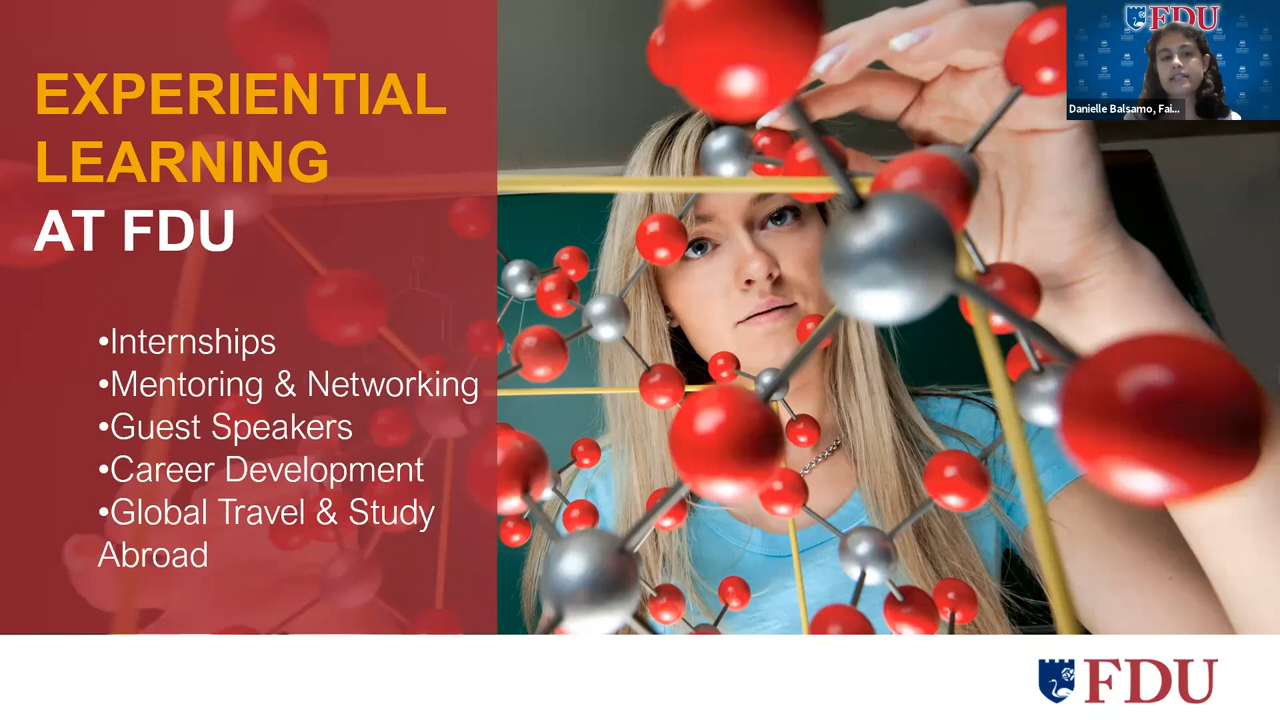 EXPERIENTIAL
LEARNING
AT FDU
•Internships
•Mentoring & Networking
•Guest Speakers
•Career Development
•Global Travel & Study
Abroad
FDU
Danielle Balsamo, Fai...
FDU